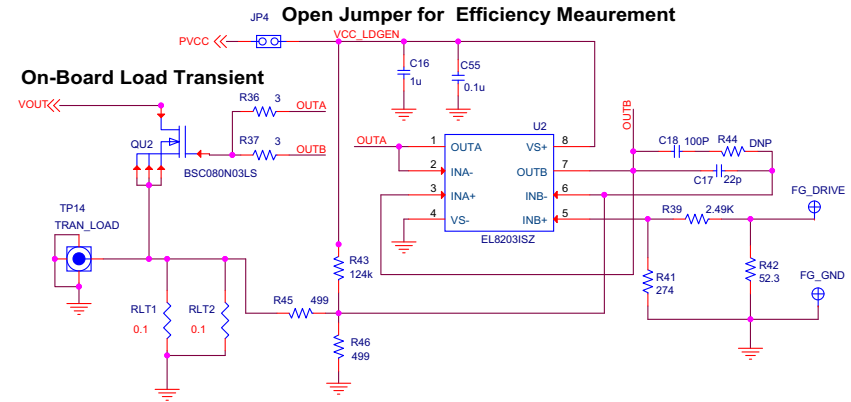 JP4 Open Jumper for Efficiency Meaurement
PVCC VCC_LDGEN
C16
1u
C55
0.1u
On-Board Load Transient
VOUT
R36 3 OUTA
R37 3 OUTB
QU2
BSC080N03LS
OUTA
U2
1 OUTA VS+ 8
2 INA- OUTB 7
3 INA+ INB- 6
4 VS- INB+ 5
EL8203ISZ
OUTB
C18 100P R44 DNP
C17 22p
FG_DRIVE
R39 2.49K
TP14
TRAN_LOAD
R43
124k
R41
274
R42
52.3
FG_GND
RLT1
0.1
RLT2
0.1
R45 499
R46
499